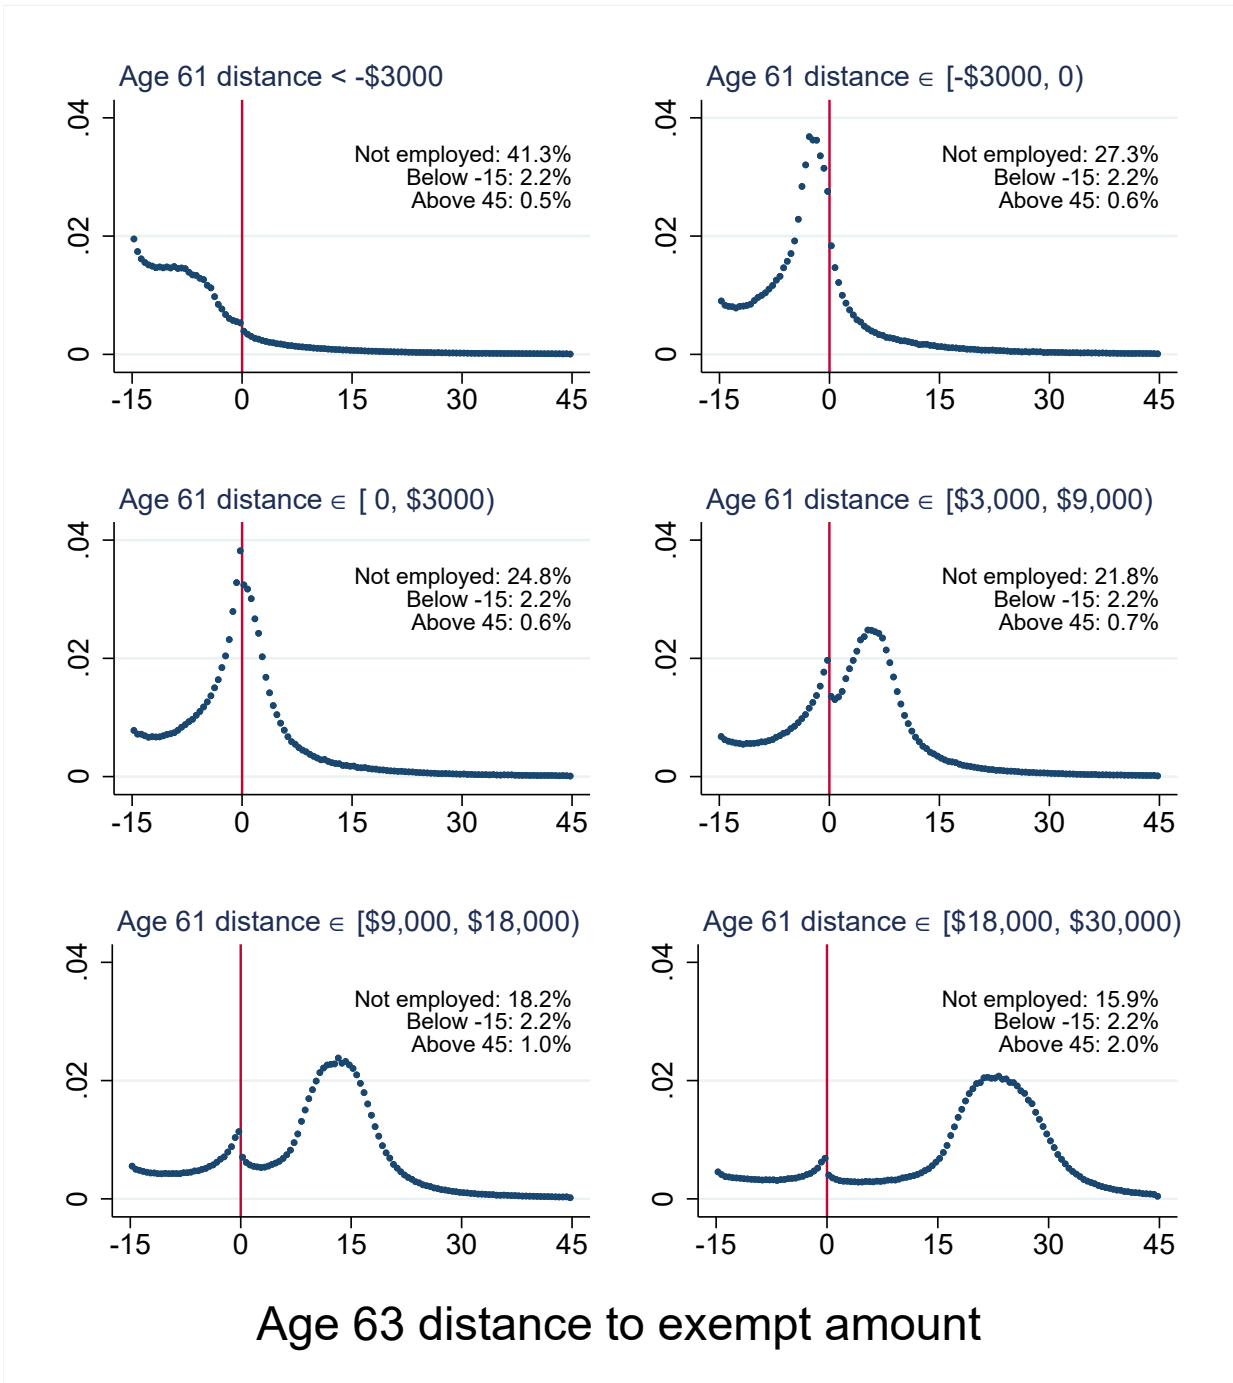 Age 61 distance < -$3000
.04
.02
0
Not employed: 41.3%
Below -15: 2.2%
Above 45: 0.5%
-15 0 15 30 45
Age 61 distance ∈ [-$3000, 0)
.04
.02
0
Not employed: 27.3%
Below -15: 2.2%
Above 45: 0.6%
-15 0 15 30 45
Age 61 distance ∈ [ 0, $3000)
.04
.02
0
Not employed: 24.8%
Below -15: 2.2%
Above 45: 0.6%
-15 0 15 30 45
Age 61 distance ∈ [$3,000, $9,000)
.04
.02
0
Not employed: 21.8%
Below -15: 2.2%
Above 45: 0.7%
-15 0 15 30 45
Age 61 distance ∈ [$9,000, $18,000)
.04
.02
0
Not employed: 18.2%
Below -15: 2.2%
Above 45: 1.0%
-15 0 15 30 45
Age 61 distance ∈ [$18,000, $30,000)
.04
.02
0
Not employed: 15.9%
Below -15: 2.2%
Above 45: 2.0%
-15 0 15 30 45
Age 63 distance to exempt amount